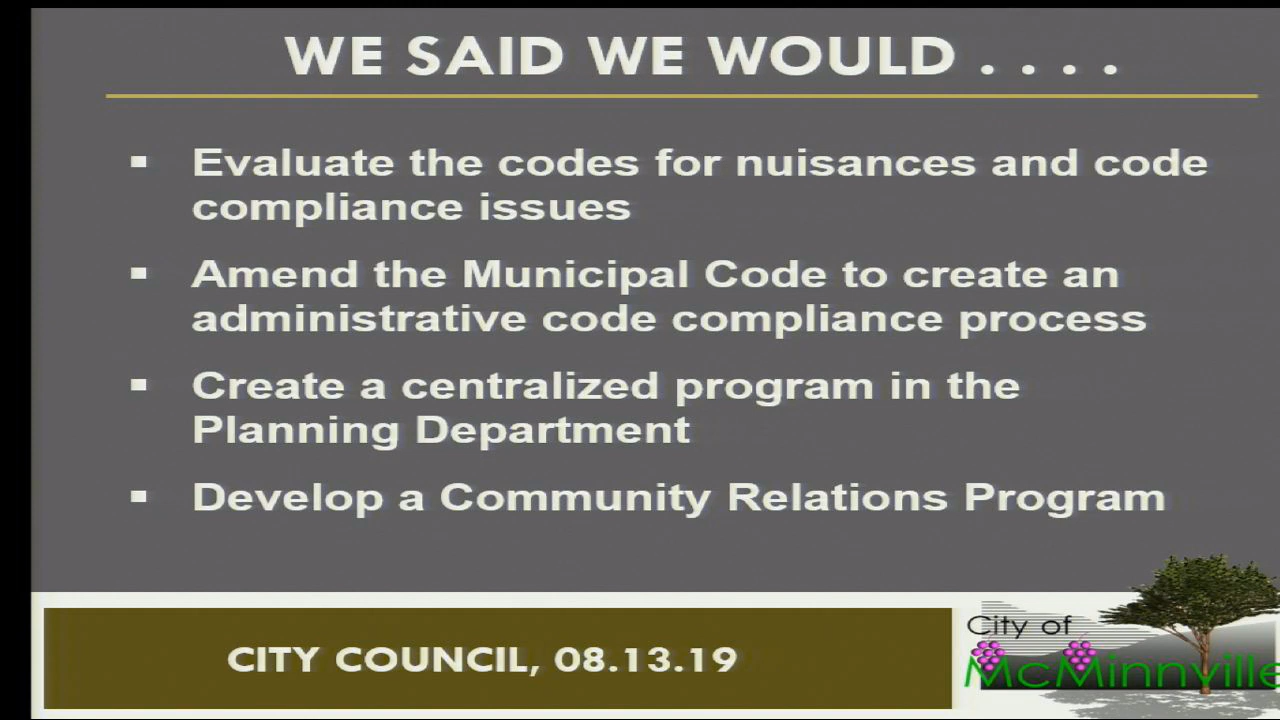 WE SAID WE WOULD . . . .
▪ Evaluate the codes for nuisances and code
compliance issues
▪ Amend the Municipal Code to create an
administrative code compliance process
▪ Create a centralized program in the
Planning Department
▪ Develop a Community Relations Program
CITY COUNCIL, 08.13.19
City of
McMinnville